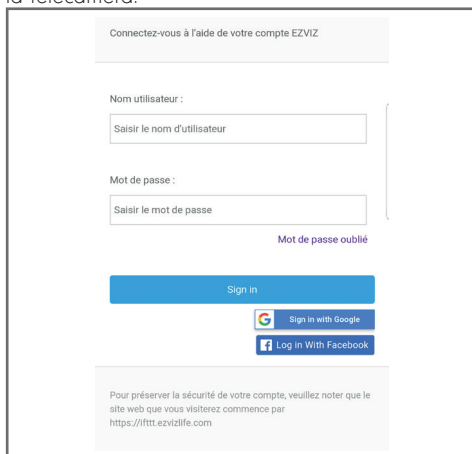 la Telecamera.
Connectez-vous à l'aide de votre compte EZVIZ
Nom utilisateur :
Saisir le nom d'utilisateur
Mot de passe :
Saisir le mot de passe
Mot de passe oublié
Sign in
Sign in with Google
Log in With Facebook
Pour préserver la sécurité de votre compte, veuillez noter que le
site web que vous visiterez commence par
https://ifttt.ezvizlife.com